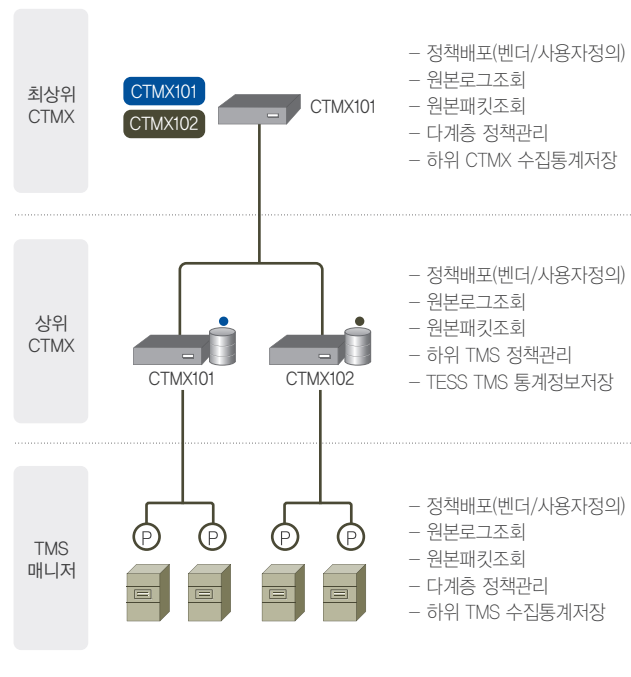 최상위
CTMX
CTMX101
CTMX102
CTMX101
– 정책배포(벤더/사용자정의)
– 원본로그조회
– 원본패킷조회
– 다계층 정책관리
– 하위 CTMX 수집통계저장
상위
CTMX
CTMX101
CTMX102
– 정책배포(벤더/사용자정의)
– 원본로그조회
– 원본패킷조회
– 하위 TMS 정책관리
– TESS TMS 통계정보저장
TMS
매니저
P
P
P
P
– 정책배포(벤더/사용자정의)
– 원본로그조회
– 원본패킷조회
– 다계층 정책관리
– 하위 TMS 수집통계저장